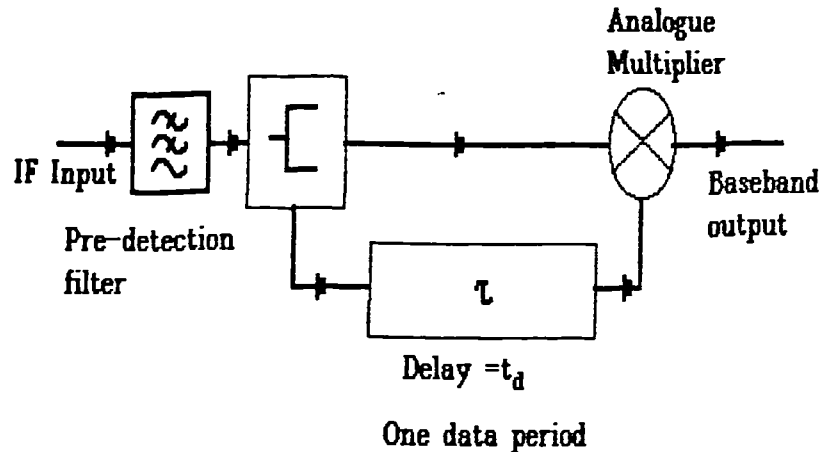 Analogue
Multiplier
IF Input
Baseband
output
Pre-detection
filter
τ
Delay =t_d
One data period